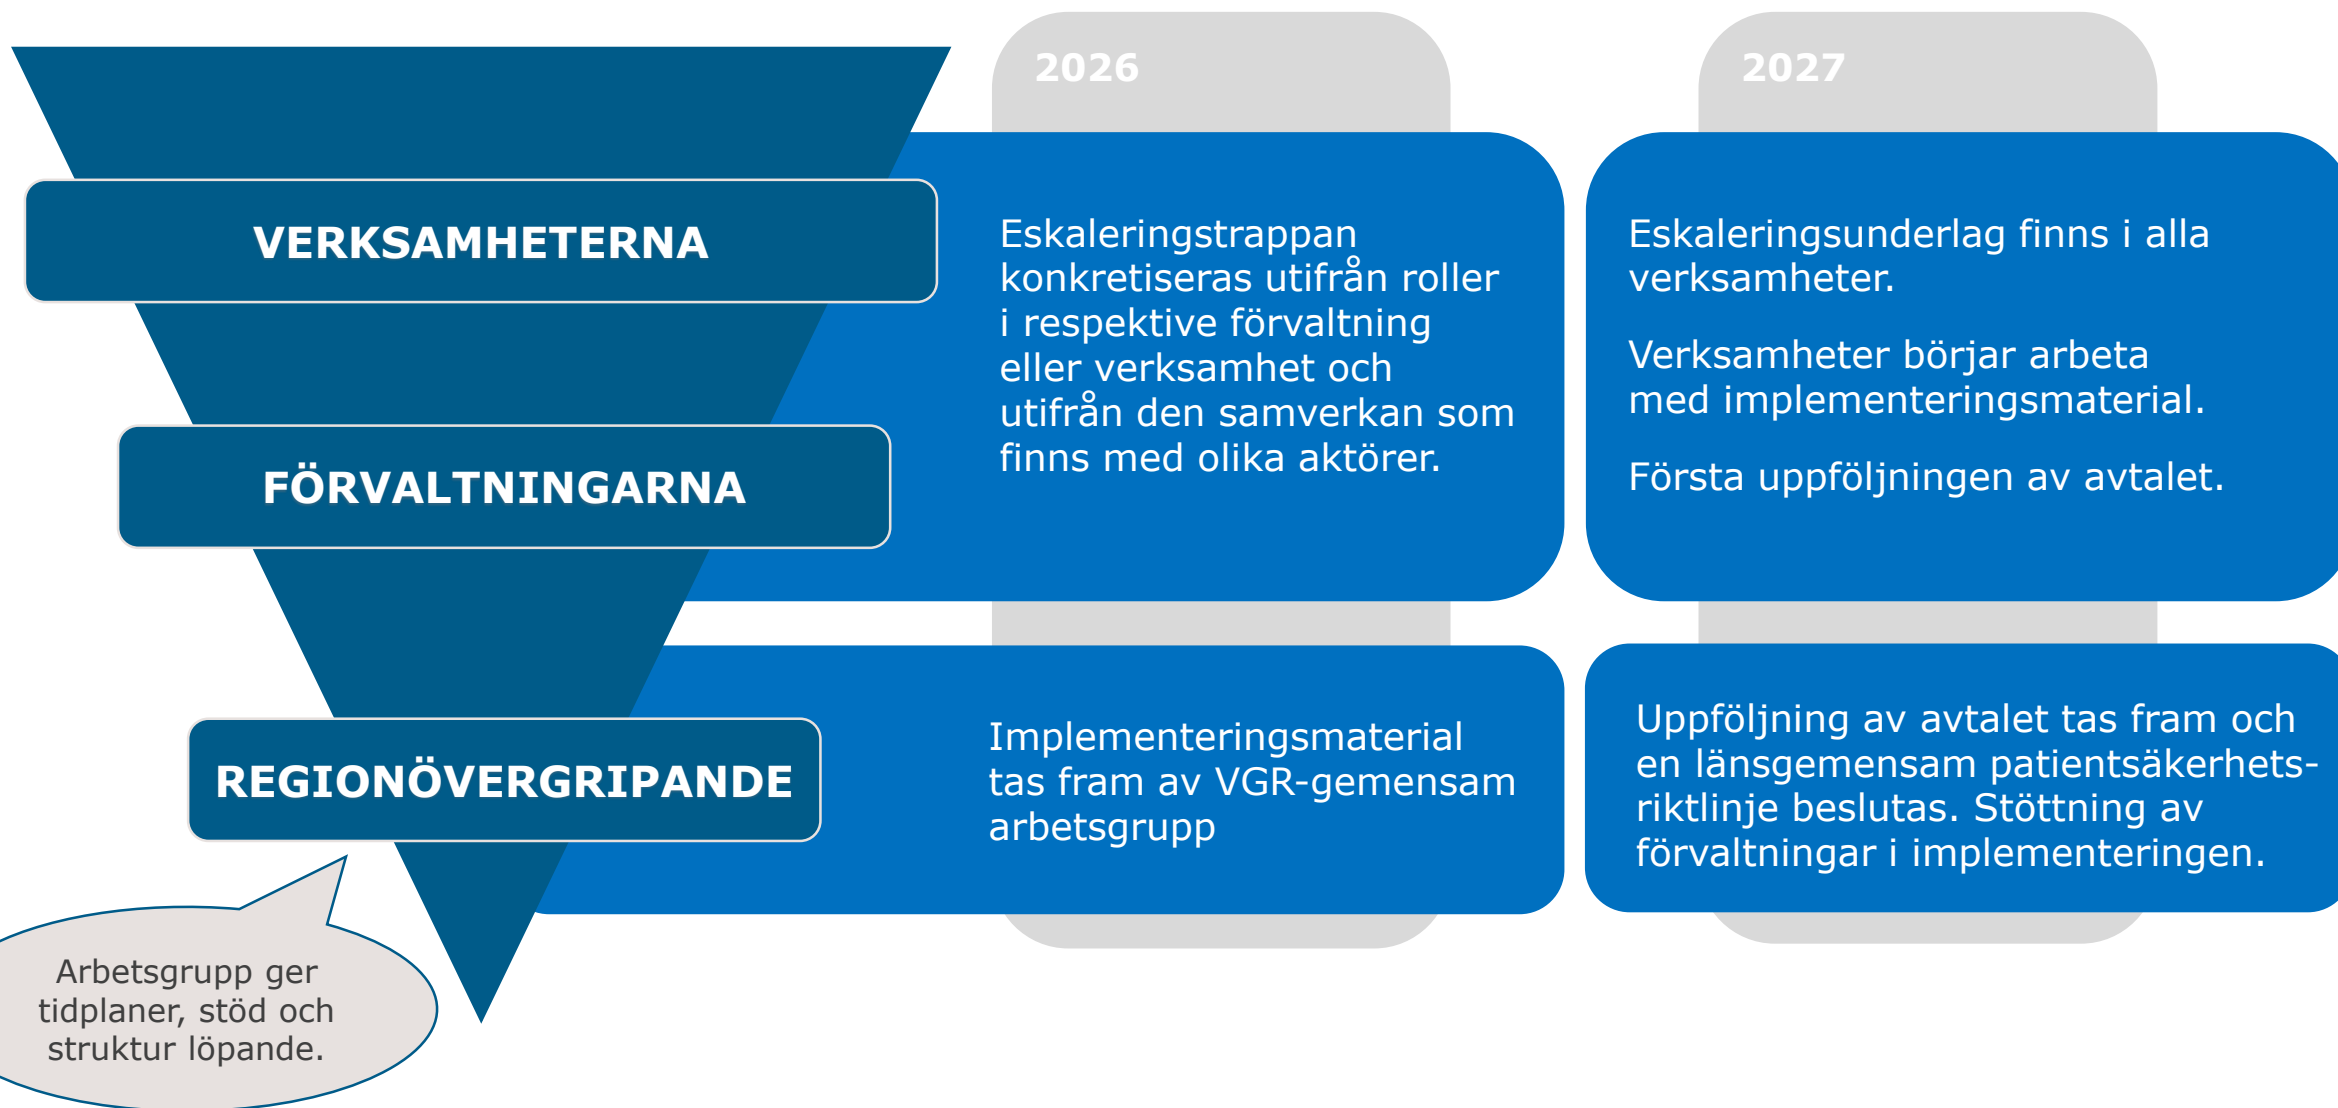 2026
2027
VERKSAMHETERNA
FÖRVALTNINGARNA
Eskaleringstrappan
konkretiseras utifrån roller
i respektive förvaltning
eller verksamhet och
utifrån den samverkan som
finns med olika aktörer.
Eskaleringsunderlag finns i alla
verksamheter.
Verksamheter börjar arbeta
med implementeringsmaterial.
Första uppföljningen av avtalet.
REGIONÖVERGRIPANDE
Implementeringsmaterial
tas fram av VGR-gemensam
arbetsgrupp
Uppföljning av avtalet tas fram och
en länsgemensam patientsäkerhets-
riktlinje beslutas. Stöttning av
förvaltningar i implementeringen.
Arbetsgrupp ger
tidplaner, stöd och
struktur löpande.